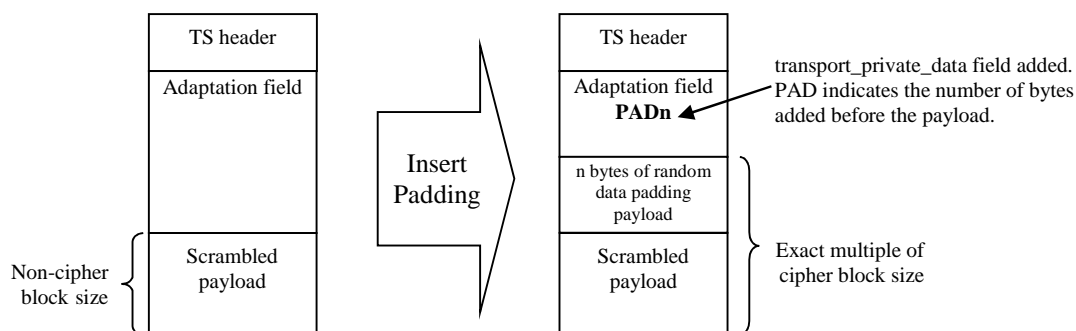 TS header
Adaptation field
Scrambled
payload
Non-cipher
block size
Insert
Padding
TS header
Adaptation field
PADn
n bytes of random
data padding
payload
Scrambled
payload
transport_private_data field added.
PAD indicates the number of bytes
added before the payload.
Exact multiple of
cipher block size